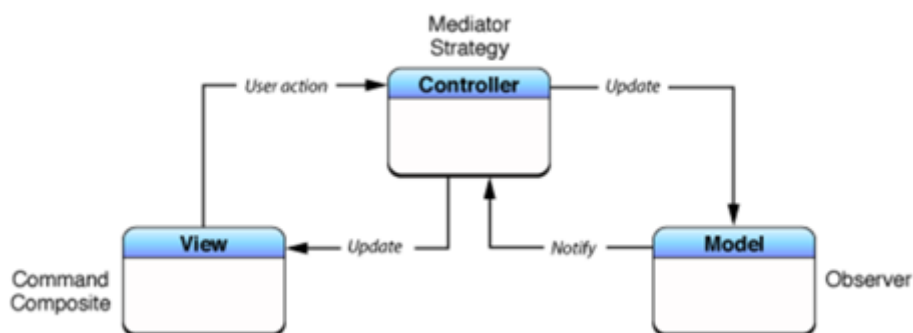 Mediator
Strategy
Controller
User action
Update
View
Update
Notify
Model
Command
Composite
Observer